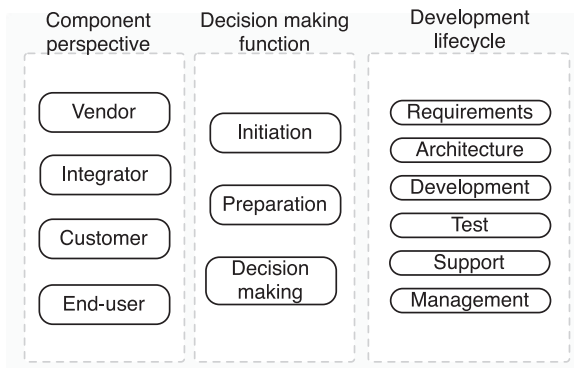 Component
perspective
Vendor
Integrator
Customer
End-user
Decision making
function
Initiation
Preparation
Decision
making
Development
lifecycle
Requirements
Architecture
Development
Test
Support
Management